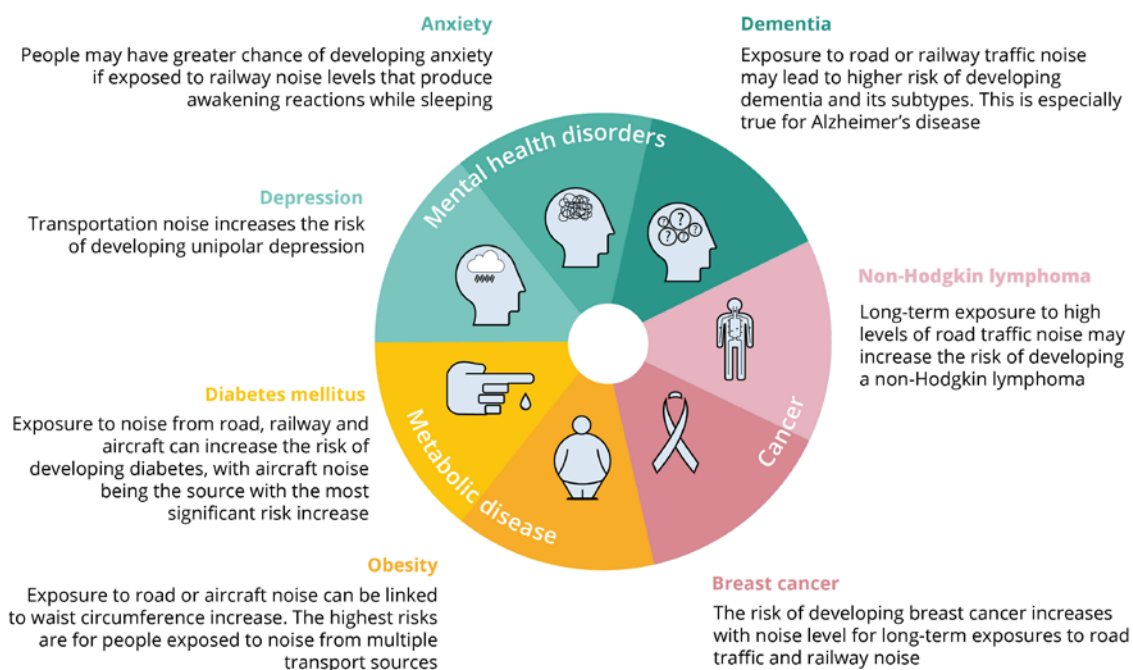 Anxiety
People may have greater chance of developing anxiety
if exposed to railway noise levels that produce
awakening reactions while sleeping
Dementia
Exposure to road or railway traffic noise
may lead to higher risk of developing
dementia and its subtypes. This is especially
true for Alzheimer's disease
Mental health disorders
Depression
Transportation noise increases the risk
of developing unipolar depression
? ? ? ? ?
Non-Hodgkin lymphoma
Long-term exposure to high
levels of road traffic noise may
increase the risk of developing
a non-Hodgkin lymphoma
Diabetes mellitus
Exposure to noise from road, railway and
aircraft can increase the risk of
developing diabetes, with aircraft noise
being the source with the most
significant risk increase
Metabolic disease
Cancer
Obesity
Exposure to road or aircraft noise can be linked
to waist circumference increase. The highest risks
are for people exposed to noise from multiple
transport sources
Breast cancer
The risk of developing breast cancer increases
with noise level for long-term exposures to road
traffic and railway noise